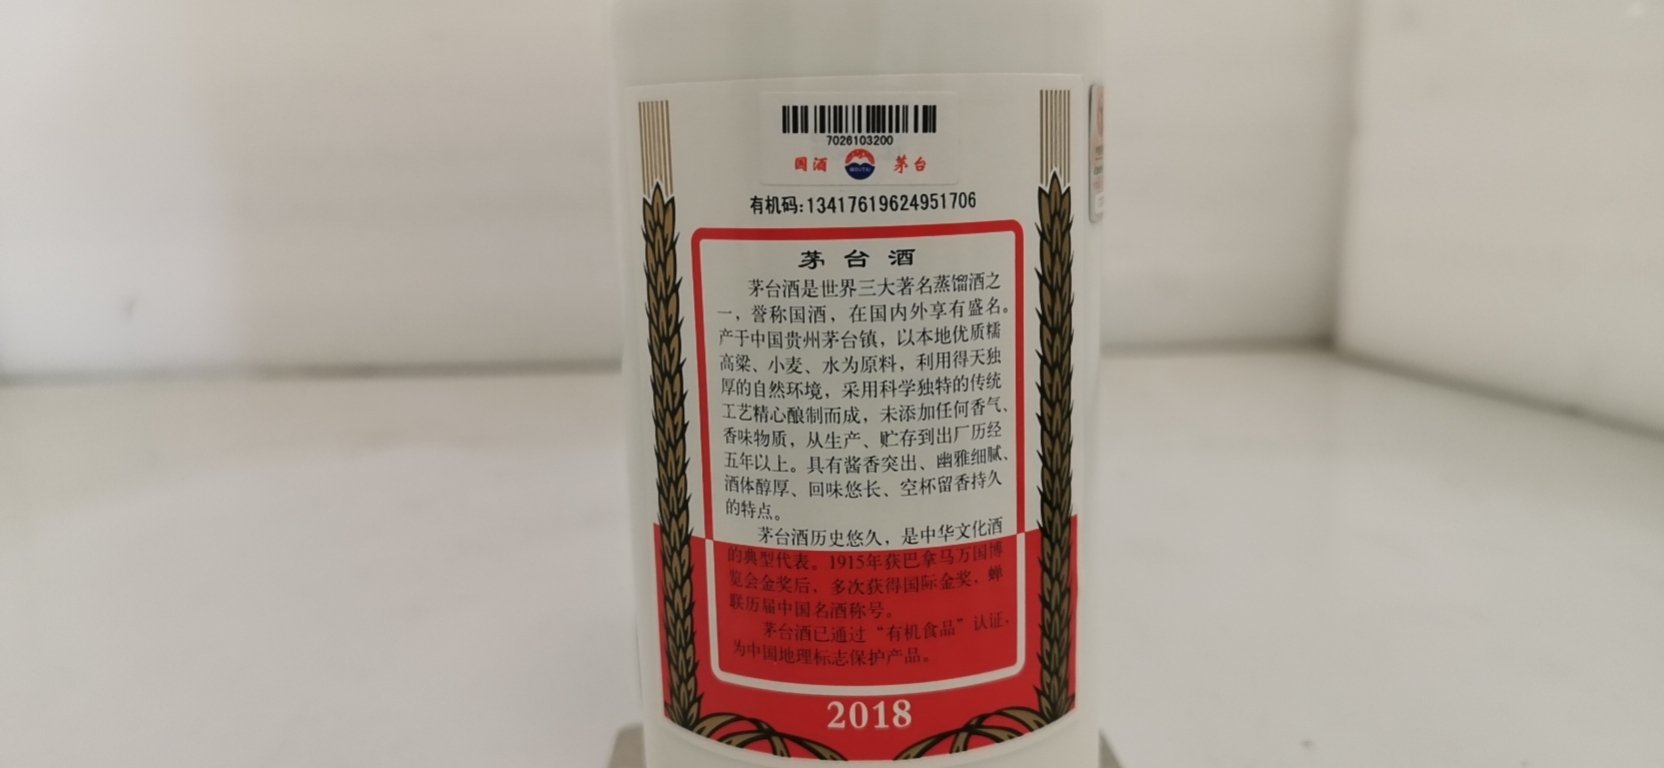 7026103200
国酒 茅台
有机码:13417619624951706
茅台酒
茅台酒是世界三大著名蒸馏酒之
一，誉称国酒，在国内外享有盛名。
产于中国贵州茅台镇，以本地优质糯
高粱、小麦、水为原料，利用得天独
厚的自然环境，采用科学独特的传统
工艺精心酿制而成，未添加任何香气、
香味物质，从生产、贮存到出厂历经
五年以上。具有酱香突出、幽雅细腻、
酒体醇厚、回味悠长、空杯留香持久
的特点。
茅台酒历史悠久，是中华文化酒
的典型代表。1915年获巴拿马万国博
览会金奖后，多次获得国际金奖，蝉
联历届中国名酒称号。
茅台酒已通过“有机食品”认证，
为中国地理标志保护产品。
2018